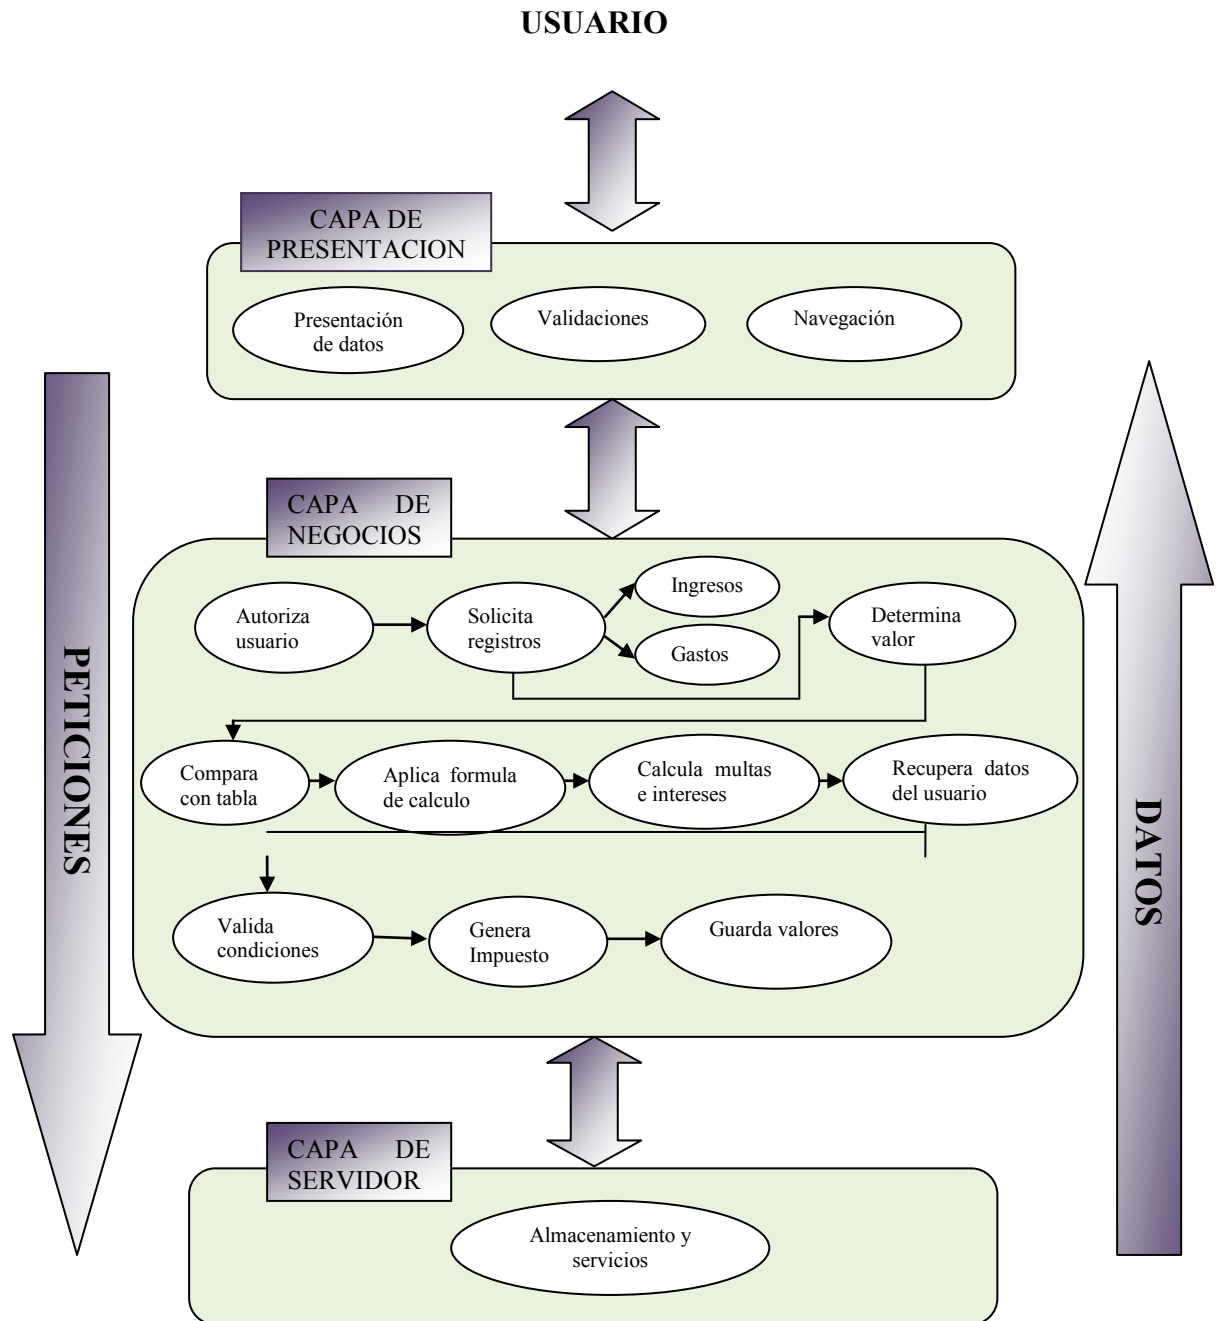 USUARIO
CAPA DE
PRESENTACION
Presentación
de datos
Validaciones
Navegación
PETICIONES
DATOS
CAPA DE
NEGOCIOS
Autoriza
usuario
Solicita
registros
Ingresos
Gastos
Determina
valor
Compara
con tabla
Aplica formula
de calculo
Calcula multas
e intereses
Recupera datos
del usuario
Valida
condiciones
Genera
Impuesto
Guarda valores
CAPA DE
SERVIDOR
Almacenamiento y
servicios